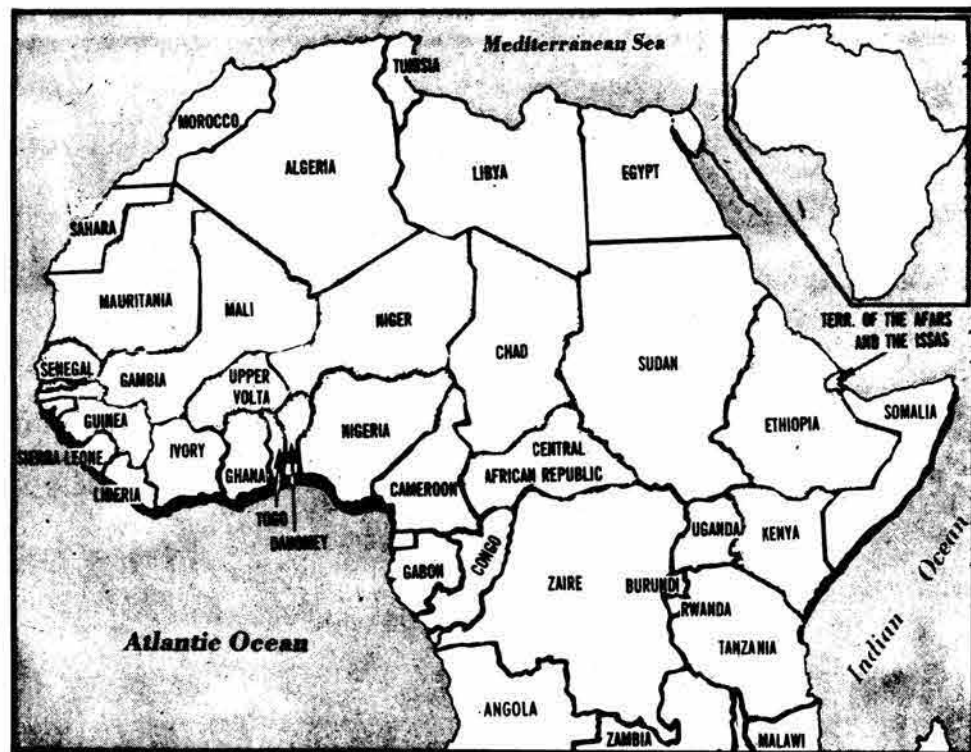 Mediterranean Sea
TUNISIA
MOROCCO
ALGERIA
LIBYA
EGYPT
SAHARA
MAURITANIA
MALI
NIGER
CHAD
SUDAN
TERR. OF THE AFARS
AND THE ISSAS
SENEGAL
GAMBIA
UPPER
VOLTA
GUINEA
IVORY
GHANA
NIGERIA
ETHIOPIA
SOMALIA
SIERRA LEONE
LIBERIA
CENTRAL
AFRICAN REPUBLIC
CAMEROON
TOGO
DAHOMEY
GABON
CONGO
ZAIRE
UGANDA
KENYA
BURUNDI
RWANDA
TANZANIA
Atlantic Ocean
Indian Ocean
ANGOLA
ZAMBIA
MALAWI